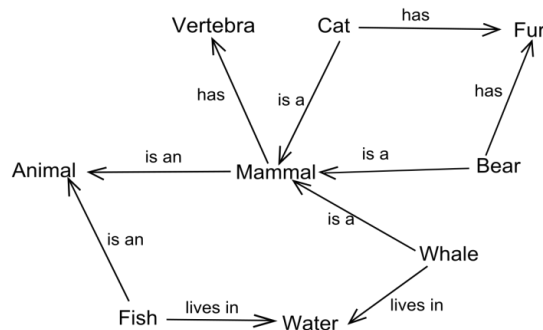 Vertebra
Cat
has
Fur
has
is a
has
Animal
is an
Mammal
is a
Bear
is an
is a
Whale
Fish
lives in
Water
lives in